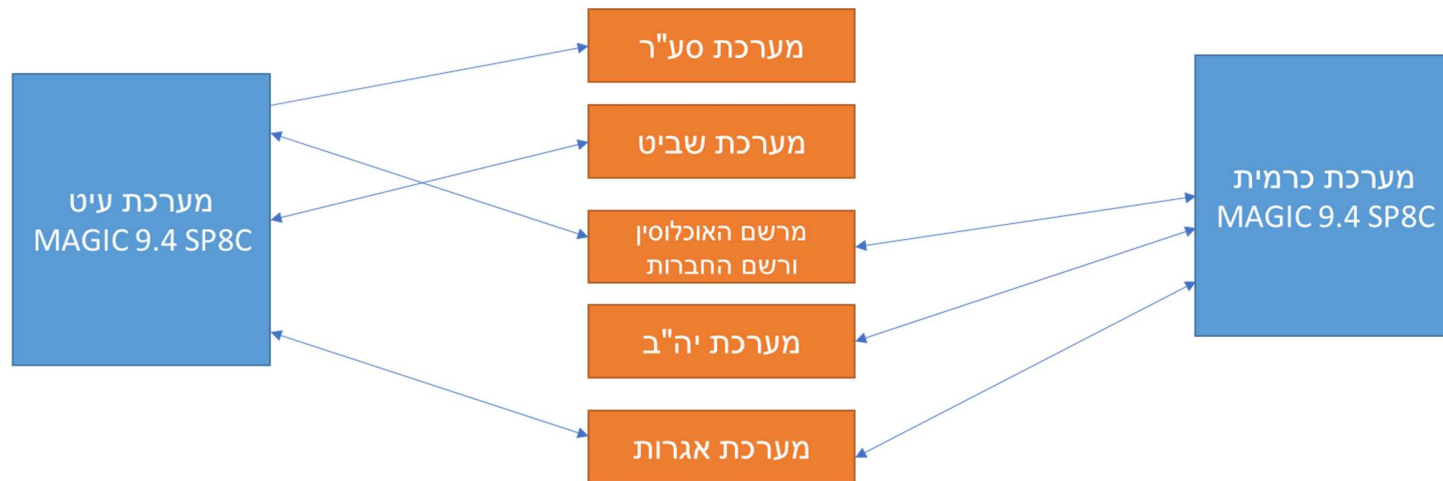 מערכת סע"ר
מערכת שביט
מרשם האוכלוסין
ורשם החברות
מערכת יה"ב
מערכת אגרות
מערכת כרמית
MAGIC 9.4 SP8C
מערכת עיט
MAGIC 9.4 SP8C